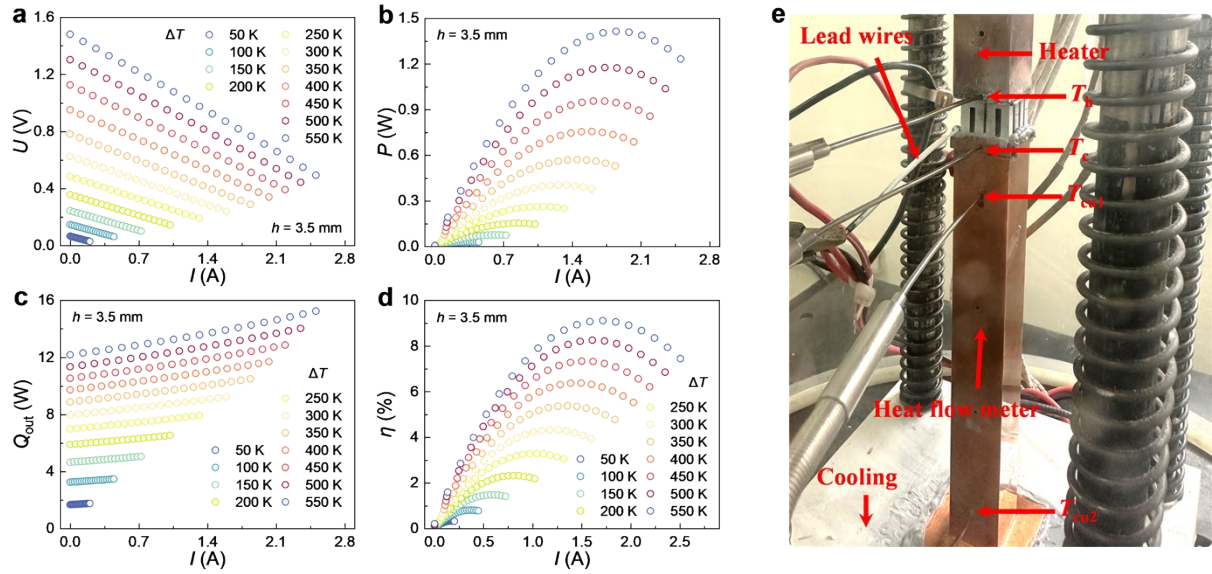 a
U (V)
1.6
1.2
0.8
0.4
0.0
ΔT
50 K
100 K
150 K
200 K
250 K
300 K
350 K
400 K
450 K
500 K
550 K
h = 3.5 mm
0.0 0.7 1.4 2.1 2.8
I (A)
b
P (W)
1.5
1.2
0.9
0.6
0.3
0.0
h = 3.5 mm
0.0 0.7 1.4 2.1 2.8
I (A)
c
Qout (W)
16
12
8
4
0
h = 3.5 mm
ΔT
50 K
100 K
150 K
200 K
250 K
300 K
350 K
400 K
450 K
500 K
550 K
0.0 0.7 1.4 2.1 2.8
I (A)
d
η (%)
10
8
6
4
2
0
h = 3.5 mm
ΔT
50 K
100 K
150 K
200 K
250 K
300 K
350 K
400 K
450 K
500 K
550 K
0.0 0.5 1.0 1.5 2.0 2.5 3.0
I (A)
e
Lead wires
Heater
Th
Tc
Tcu1
Heat flow meter
Cooling
Tcu2